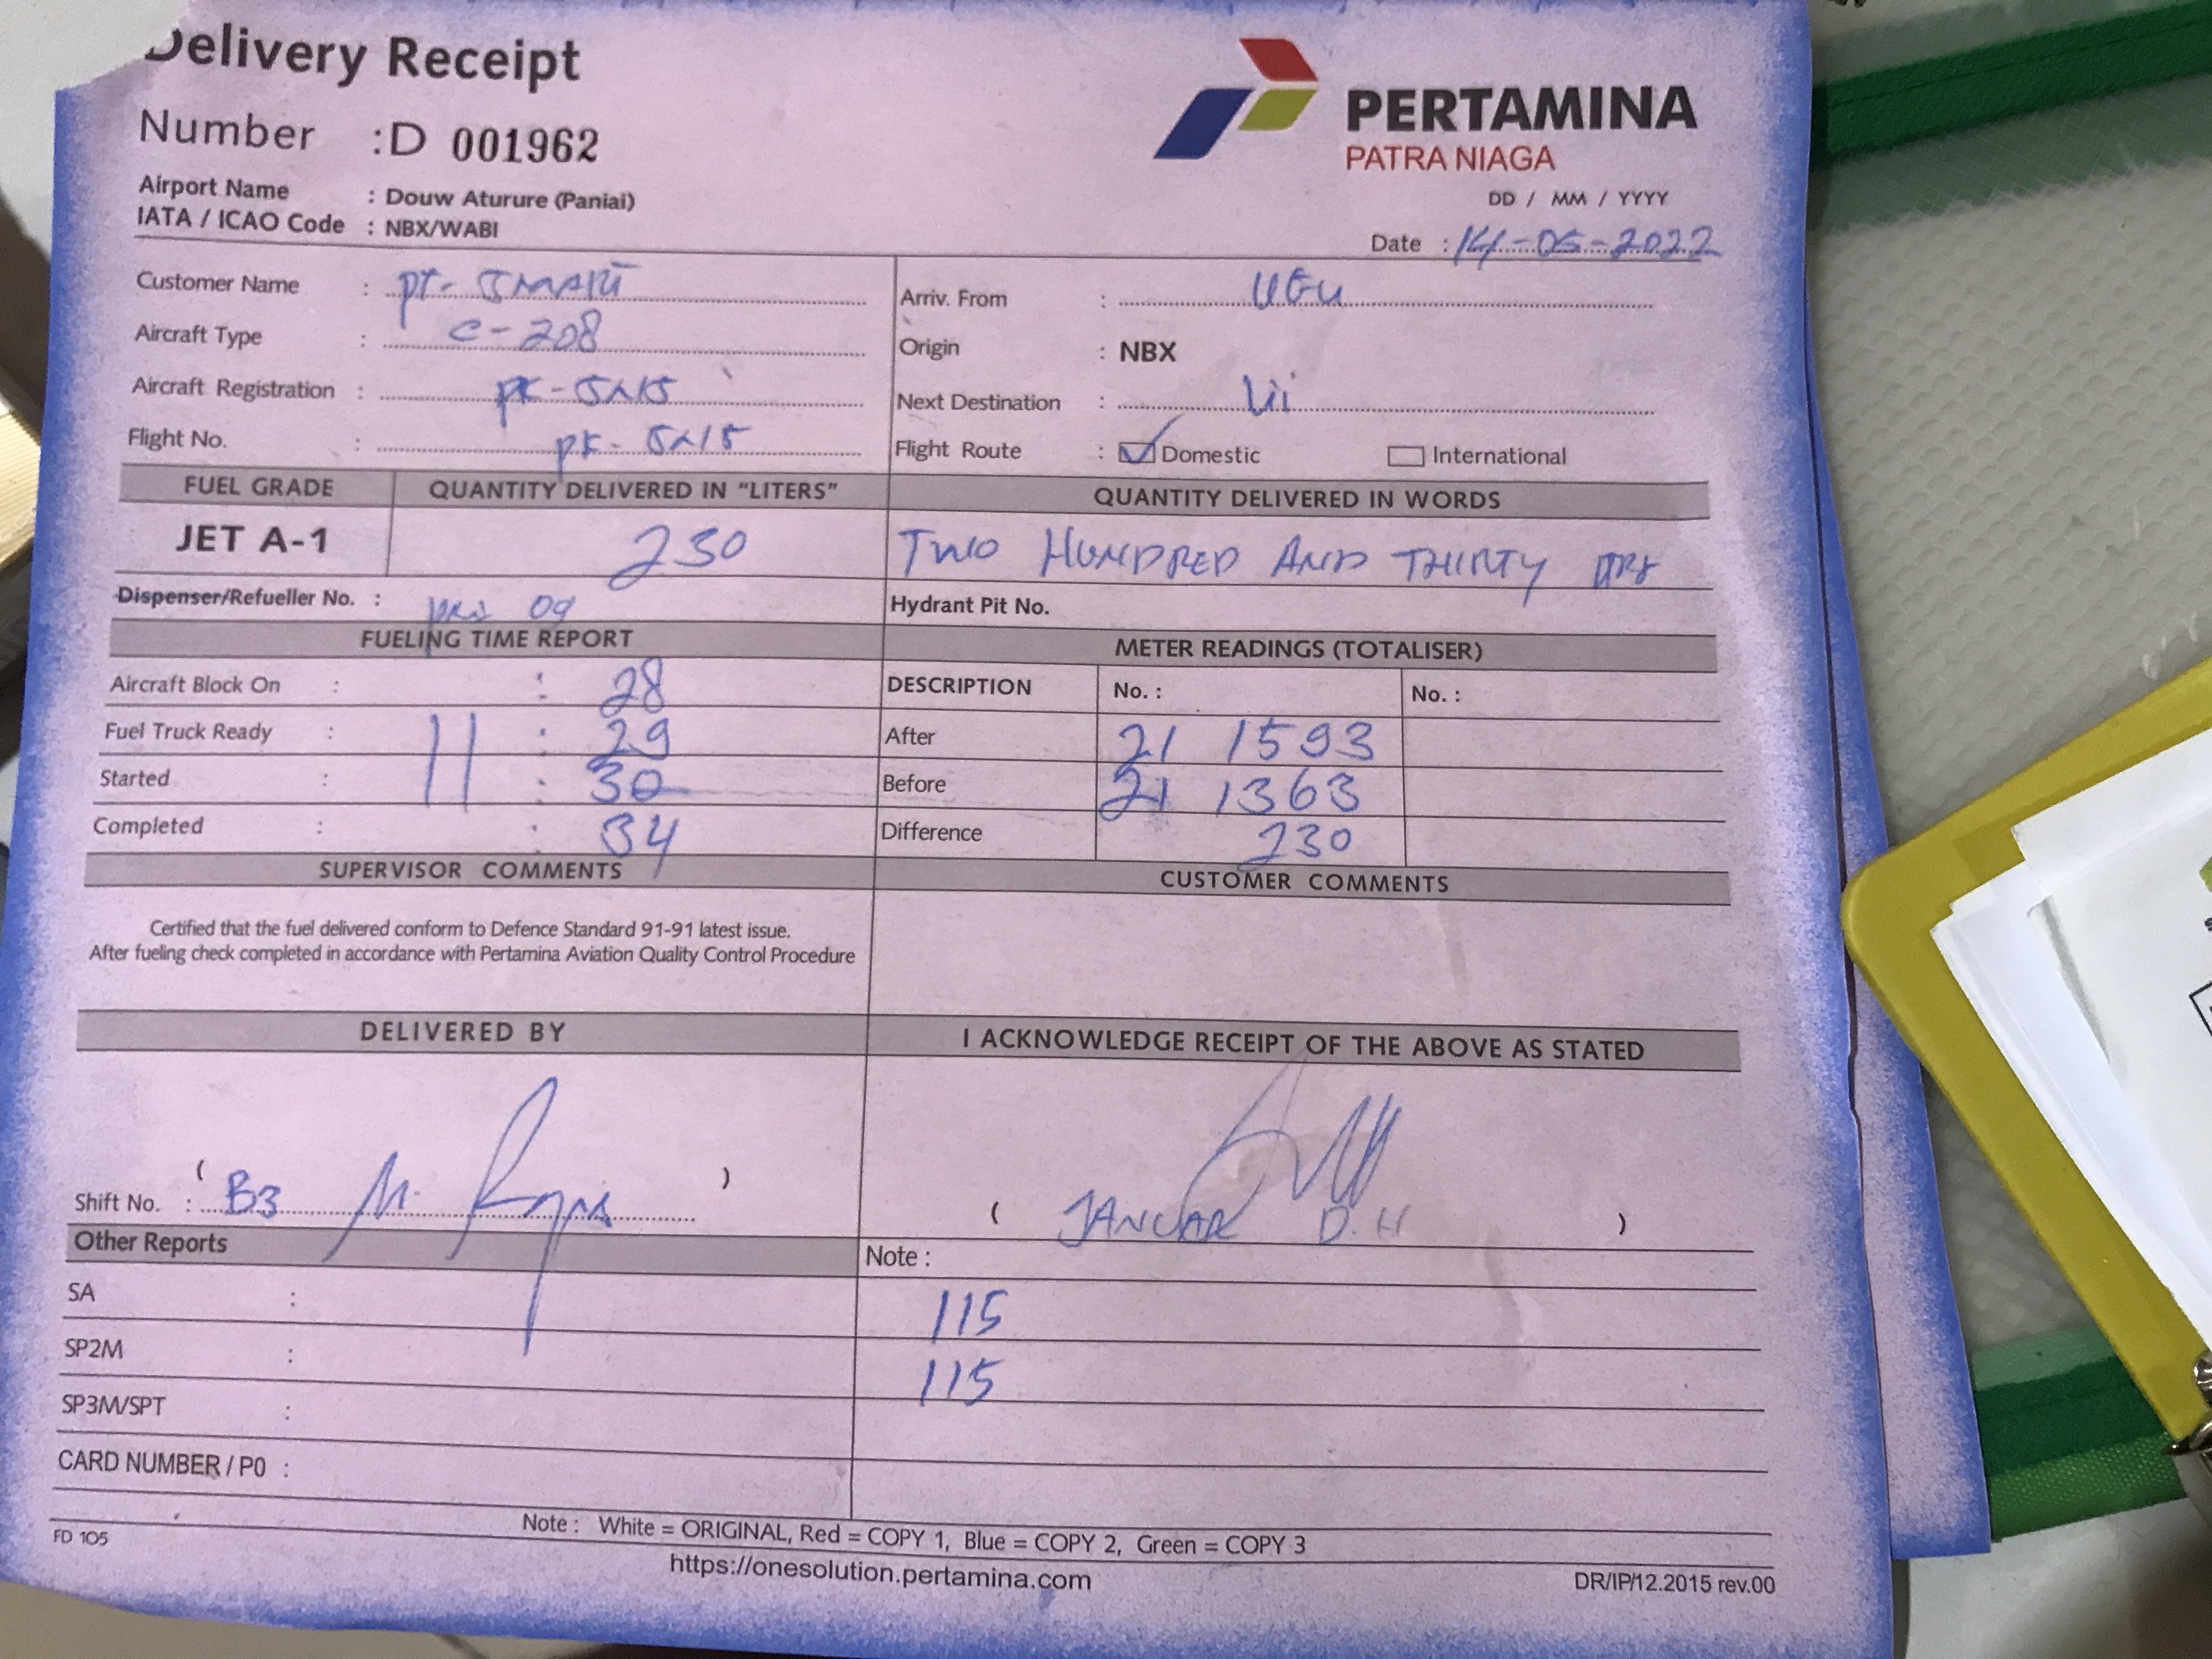 Delivery Receipt
PERTAMINA
PATRA NIAGA
Number : D 001962
Airport Name : Douw Aturure (Paniai)
IATA / ICAO Code : NBX/WABI
DD / MM / YYYY
Date : 14-05-2022
Customer Name : PT- SMART
Aircraft Type : C-208
Aircraft Registration : PK-
Flight No. : PK-
Arriv. From : UGU
Origin : NBX
Next Destination :
Flight Route : Domestic International
FUEL GRADE QUANTITY DELIVERED IN "LITERS" QUANTITY DELIVERED IN WORDS
JET A-1 230 TWO HUNDRED AND THIRTY
Dispenser/Refueller No. : 09 Hydrant Pit No.
FUELING TIME REPORT
Aircraft Block On : : 28
Fuel Truck Ready : 11 : 29
Started : : 30
Completed : : 34
METER READINGS (TOTALISER)
DESCRIPTION No. : No. :
After 21 1593
Before 21 1363
Difference 230
SUPERVISOR COMMENTS CUSTOMER COMMENTS
Certified that the fuel delivered conform to Defence Standard 91-91 latest issue.
After fueling check completed in accordance with Pertamina Aviation Quality Control Procedure
DELIVERED BY I ACKNOWLEDGE RECEIPT OF THE ABOVE AS STATED
( )
Shift No. : B3 M.
( JANUAR D.H )
Other Reports
SA :
SP2M :
SP3M/SPT :
CARD NUMBER / P0 :
Note :
115
115
Note : White = ORIGINAL, Red = COPY 1, Blue = COPY 2, Green = COPY 3
FD 105
https://onesolution.pertamina.com
DR/IP/12.2015 rev.00